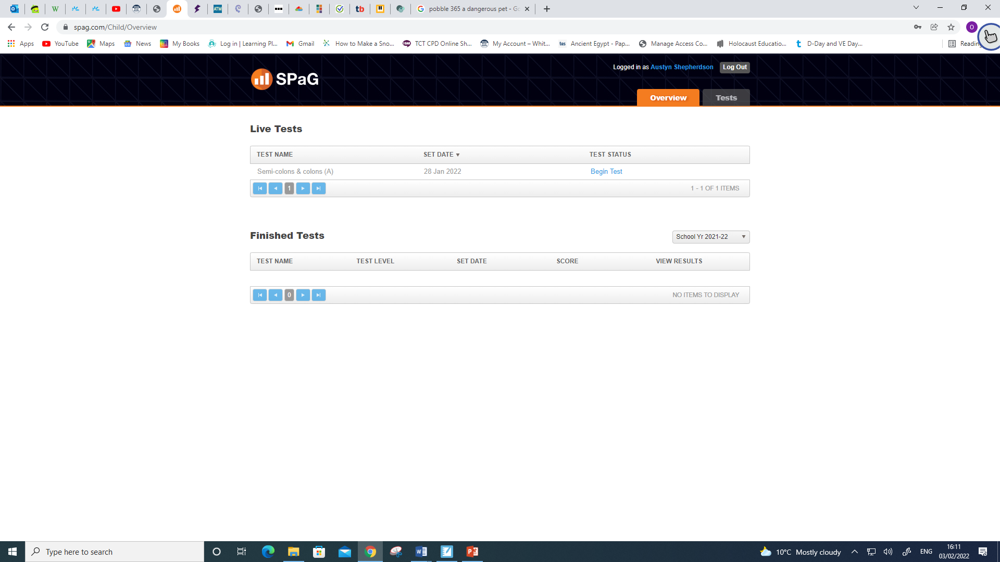 pobble 365 a dangerous pet - Go
spag.com/Child/Overview
Apps YouTube Maps News My Books Log in | Learning Pl... Gmail How to Make a Sno... TCT CPD Online Sh... My Account – Whit... tes Ancient Egypt - Pap... Manage Access Co... Holocaust Educatio... D-Day and VE Day... Reading
Logged in as Austyn Shepherdson Log Out
SPaG
Overview Tests
Live Tests
TEST NAME SET DATE ▼ TEST STATUS
Semi-colons & colons (A) 28 Jan 2022 Begin Test
1 1 - 1 OF 1 ITEMS
Finished Tests School Yr 2021-22
TEST NAME TEST LEVEL SET DATE SCORE VIEW RESULTS
0 NO ITEMS TO DISPLAY
Type here to search 10°C Mostly cloudy ENG 16:11
03/02/2022